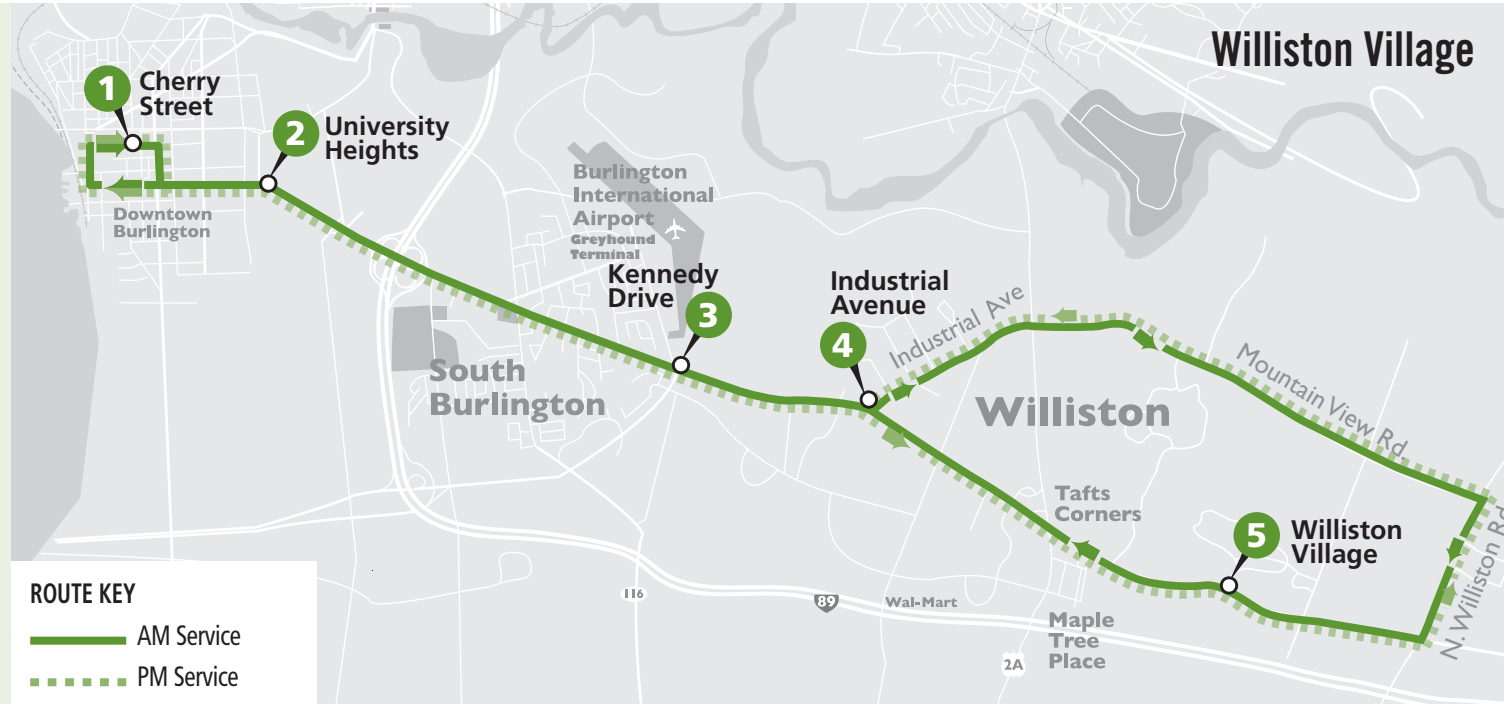 Williston Village
1
Cherry
Street
2
University
Heights
Downtown
Burlington
Burlington
International
Airport
Greyhound
Terminal
Kennedy
Drive
3
Industrial
Avenue
4
Industrial Ave
Mountain View Rd.
South
Burlington
Williston
Tafts
Corners
5
Williston
Village
N. Williston Rd.
116
89
Wal-Mart
Maple
Tree
Place
2A
ROUTE KEY
AM Service
PM Service